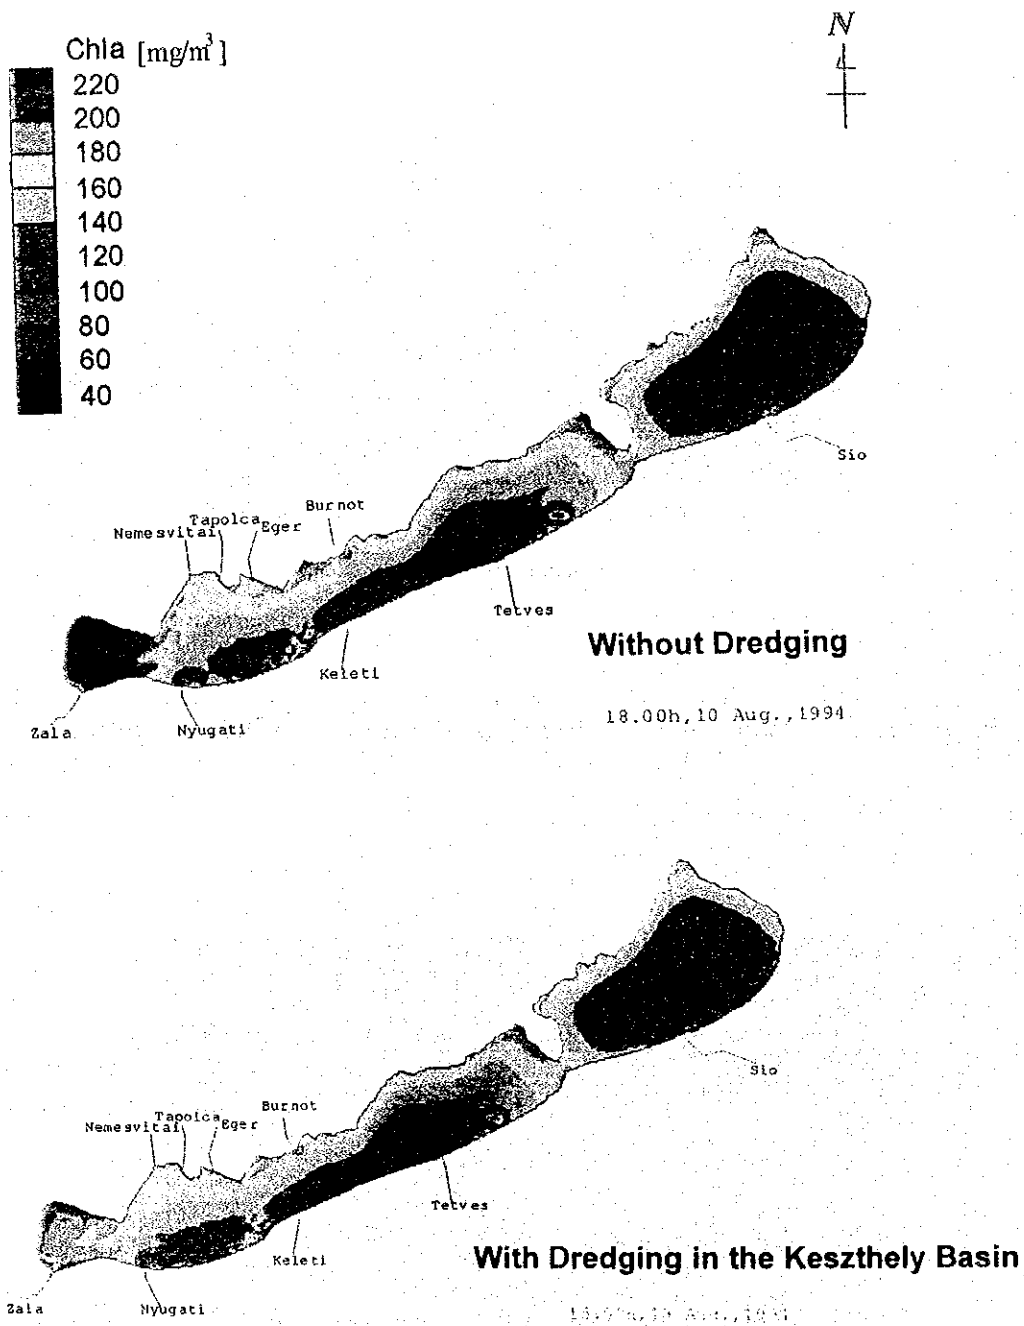 N
Chla [mg/m³]
220
200
180
160
140
120
100
80
60
40
Sio
Burnot
Tapolca Eger
Nemesvitai
Tetves
Without Dredging
Keleti
18.00h, 10 Aug., 1994
Zala
Nyugati
Sio
Burnot
Tapolca Eger
Nemesvitai
Tetves
With Dredging in the Keszthely Basin
Keleti
Zala
Nyugati